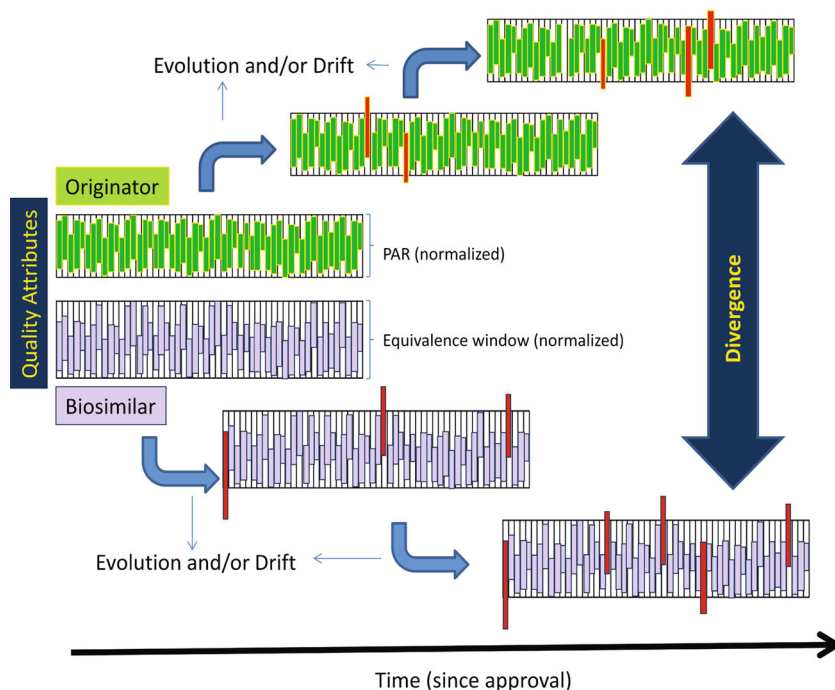 Evolution and/or Drift
Originator
Quality Attributes
PAR (normalized)
Equivalence window (normalized)
Divergence
Biosimilar
Evolution and/or Drift
Time (since approval)